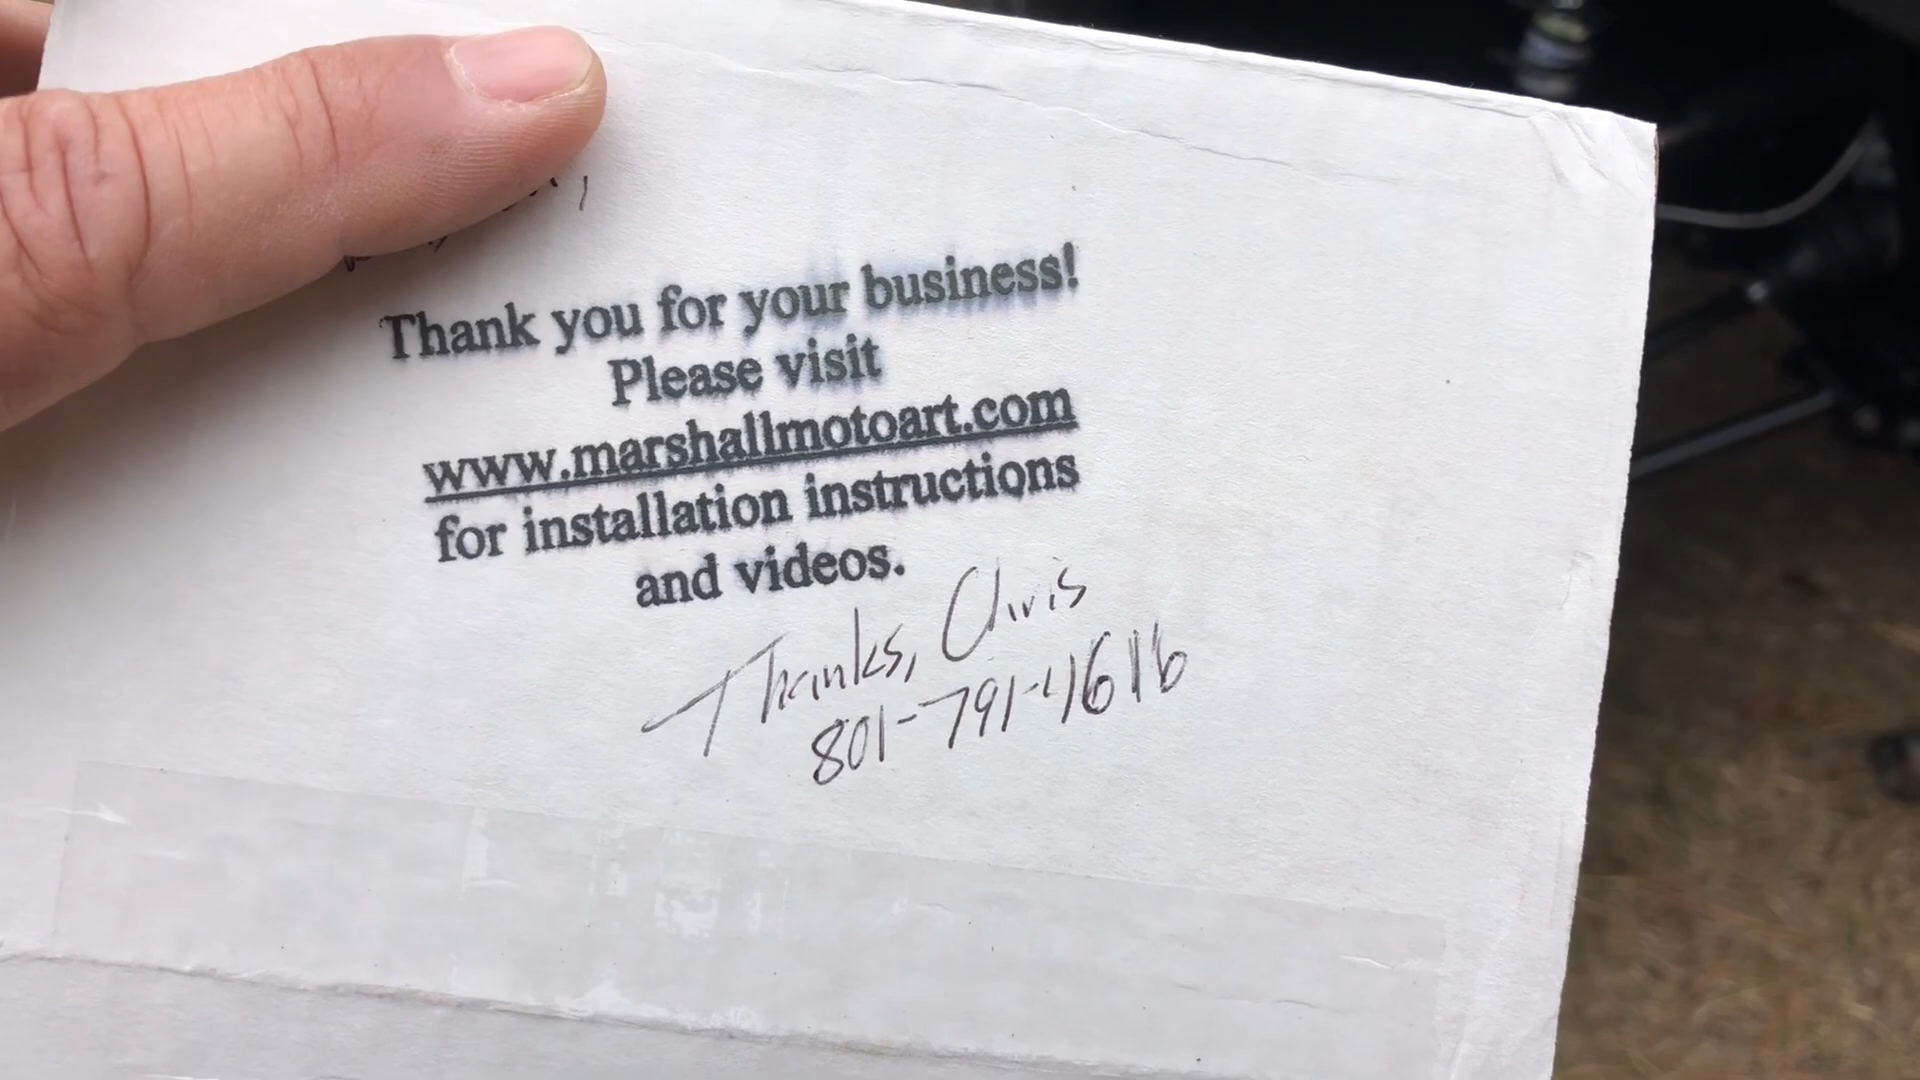 Thank you for your business!
Please visit
www.marshallmotoart.com
for installation instructions
and videos.
Thanks, Chris
801-791-4616